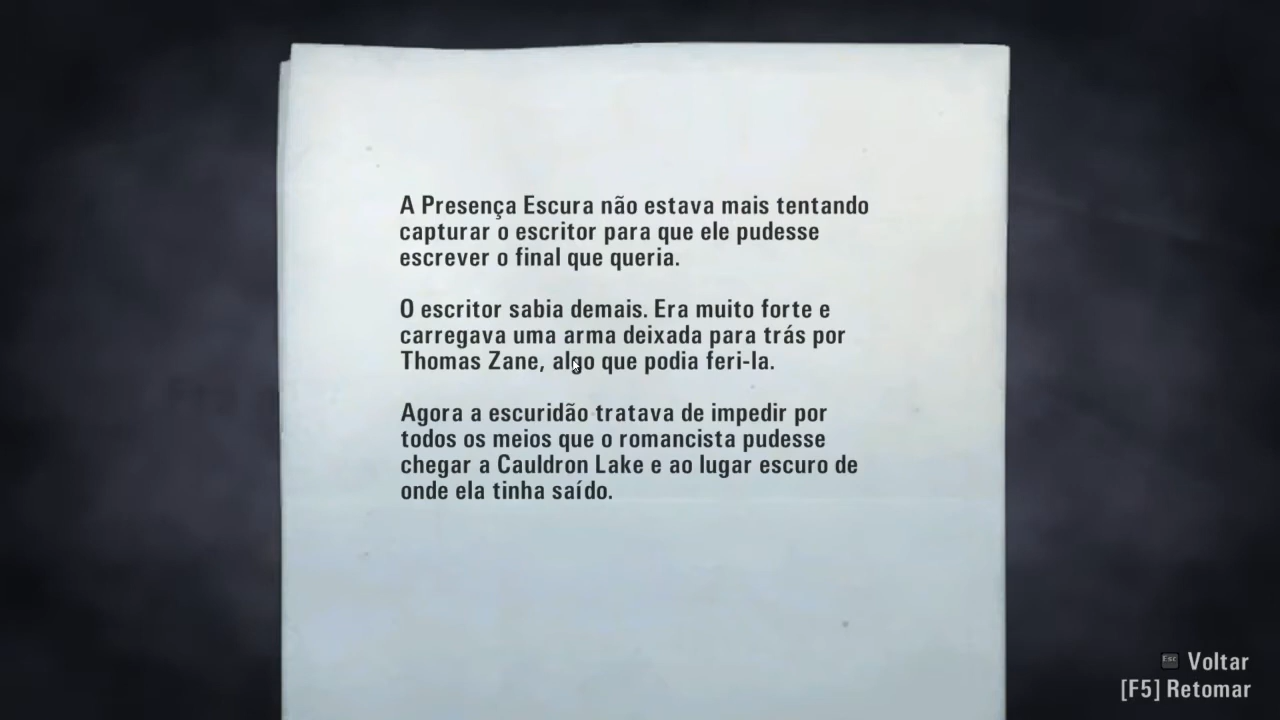 A Presença Escura não estava mais tentando
capturar o escritor para que ele pudesse
escrever o final que queria.
O escritor sabia demais. Era muito forte e
carregava uma arma deixada para trás por
Thomas Zane, algo que podia feri-la.
Agora a escuridão tratava de impedir por
todos os meios que o romancista pudesse
chegar a Cauldron Lake e ao lugar escuro de
onde ela tinha saído.
Esc Voltar
[F5] Retomar